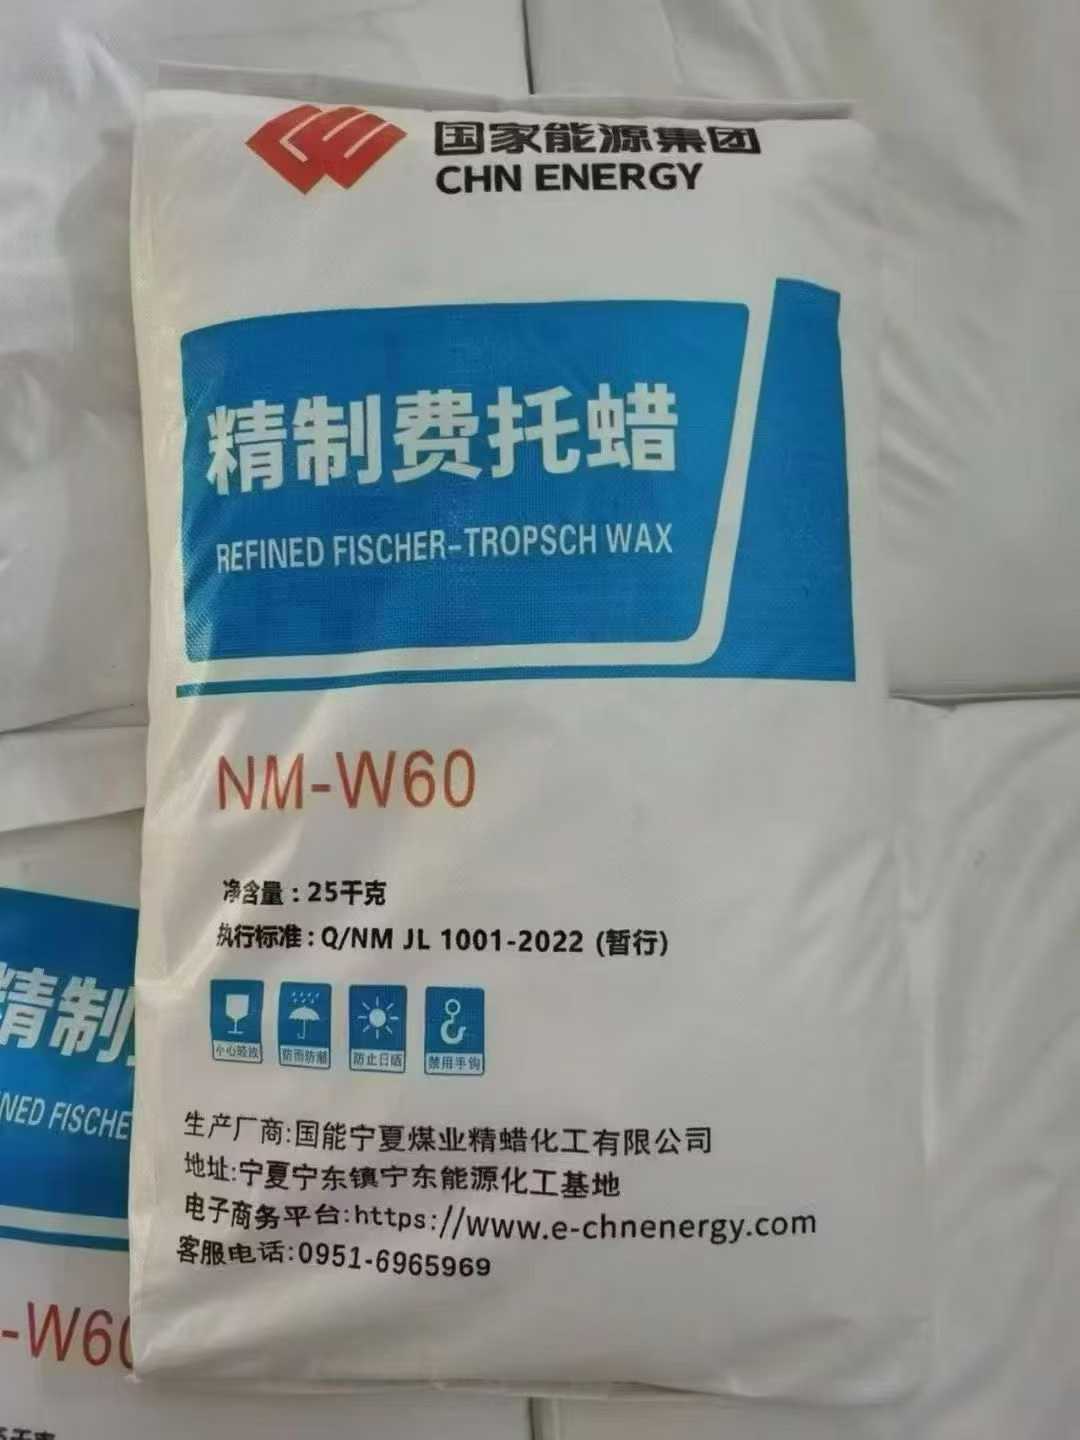 国家能源集团
CHN ENERGY
精制费托蜡
REFINED FISCHER-TROPSCH WAX
NM-W60
净含量：25千克
执行标准：Q/NM JL 1001-2022 (暂行)
小心轻放
防雨防潮
防止日晒
禁用手钩
生产厂商:国能宁夏煤业精蜡化工有限公司
地址:宁夏宁东镇宁东能源化工基地
电子商务平台:https://www.e-chnenergy.com
客服电话:0951-6965969
精制
NED FISCHE
-W60